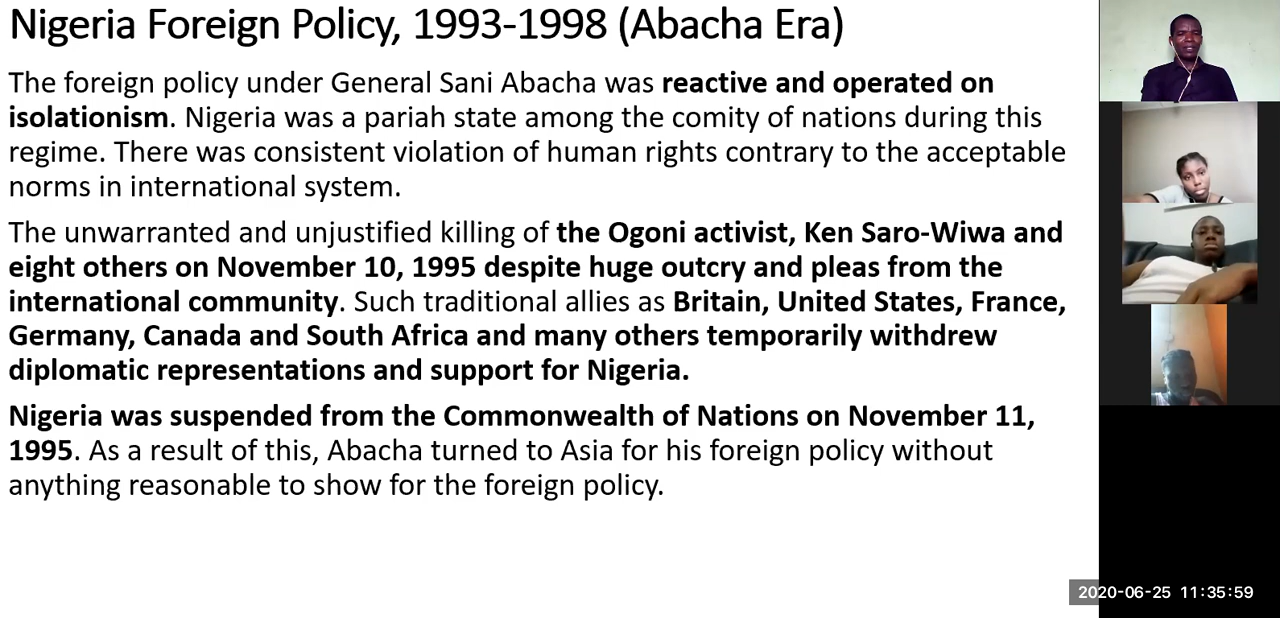 Nigeria Foreign Policy, 1993-1998 (Abacha Era)
The foreign policy under General Sani Abacha was reactive and operated on
isolationism. Nigeria was a pariah state among the comity of nations during this
regime. There was consistent violation of human rights contrary to the acceptable
norms in international system.
The unwarranted and unjustified killing of the Ogoni activist, Ken Saro-Wiwa and
eight others on November 10, 1995 despite huge outcry and pleas from the
international community. Such traditional allies as Britain, United States, France,
Germany, Canada and South Africa and many others temporarily withdrew
diplomatic representations and support for Nigeria.
Nigeria was suspended from the Commonwealth of Nations on November 11,
1995. As a result of this, Abacha turned to Asia for his foreign policy without
anything reasonable to show for the foreign policy.
2020-06-25 11:35:59